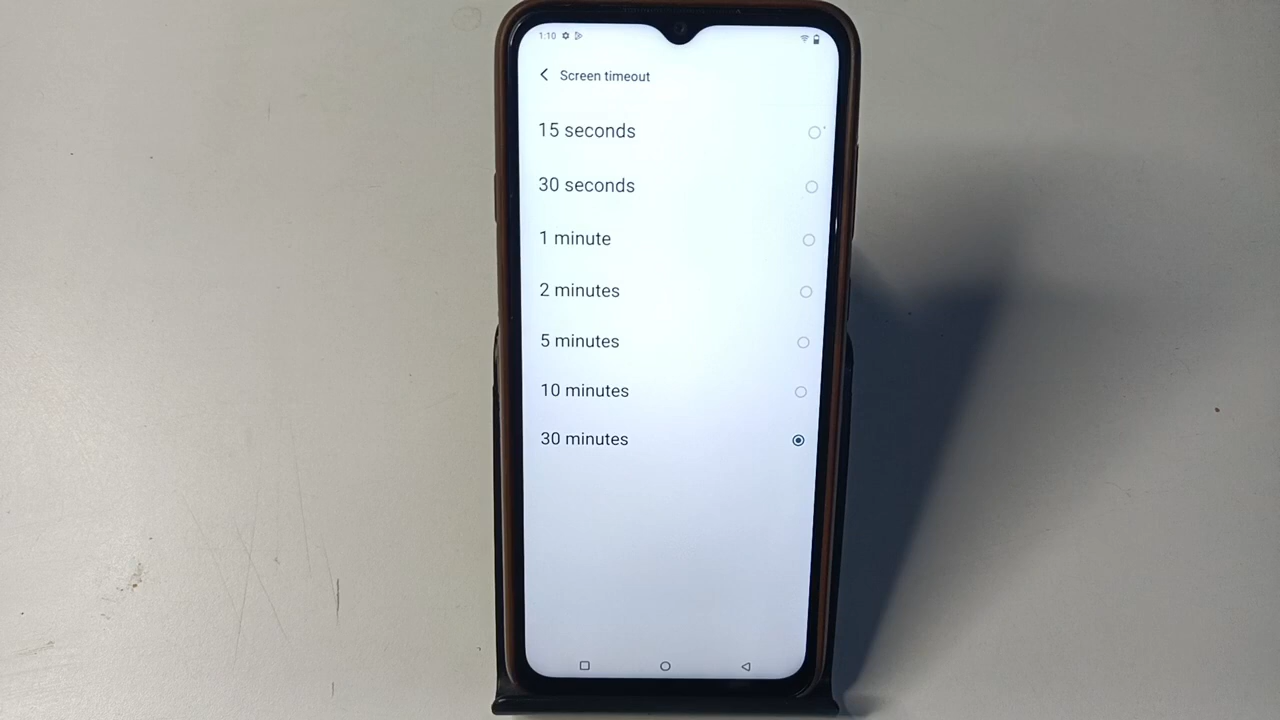 1:10
Screen timeout
15 seconds
30 seconds
1 minute
2 minutes
5 minutes
10 minutes
30 minutes